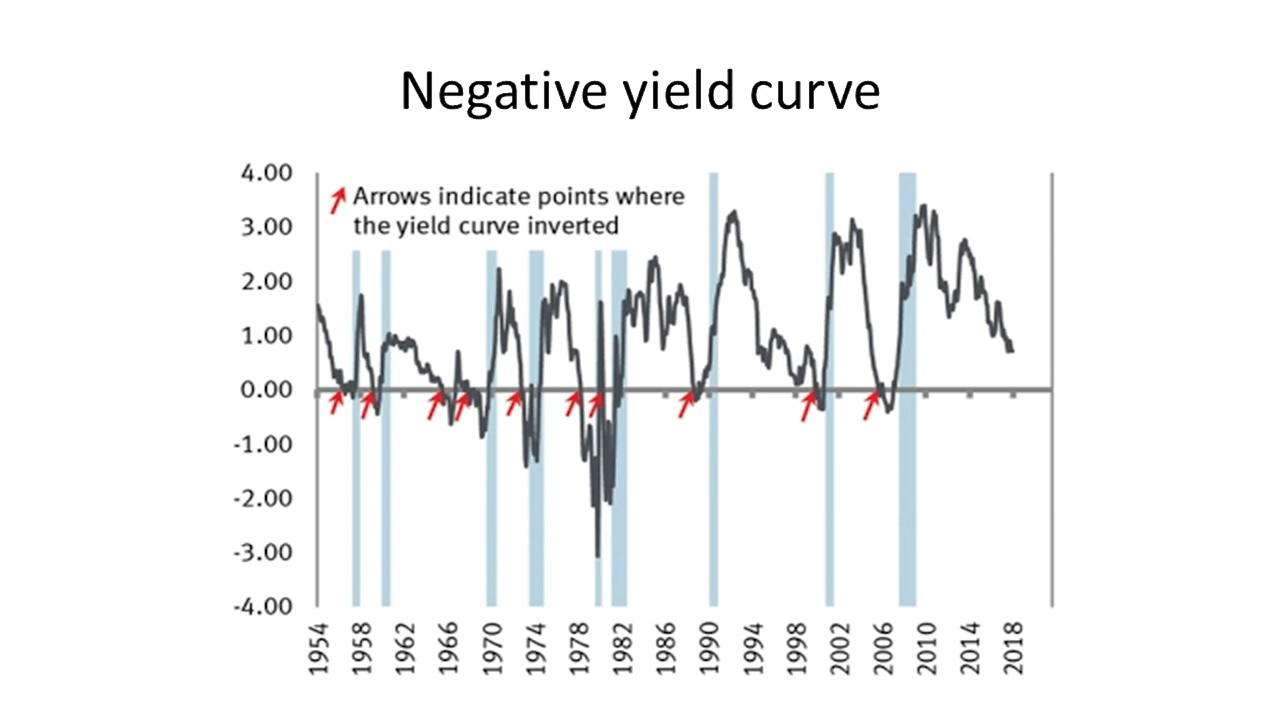 Negative yield curve
4.00
Arrows indicate points where
the yield curve inverted
3.00
2.00
1.00
0.00
-1.00
-2.00
-3.00
-4.00
1954 1958 1962 1966 1970 1974 1978 1982 1986 1990 1994 1998 2002 2006 2010 2014 2018